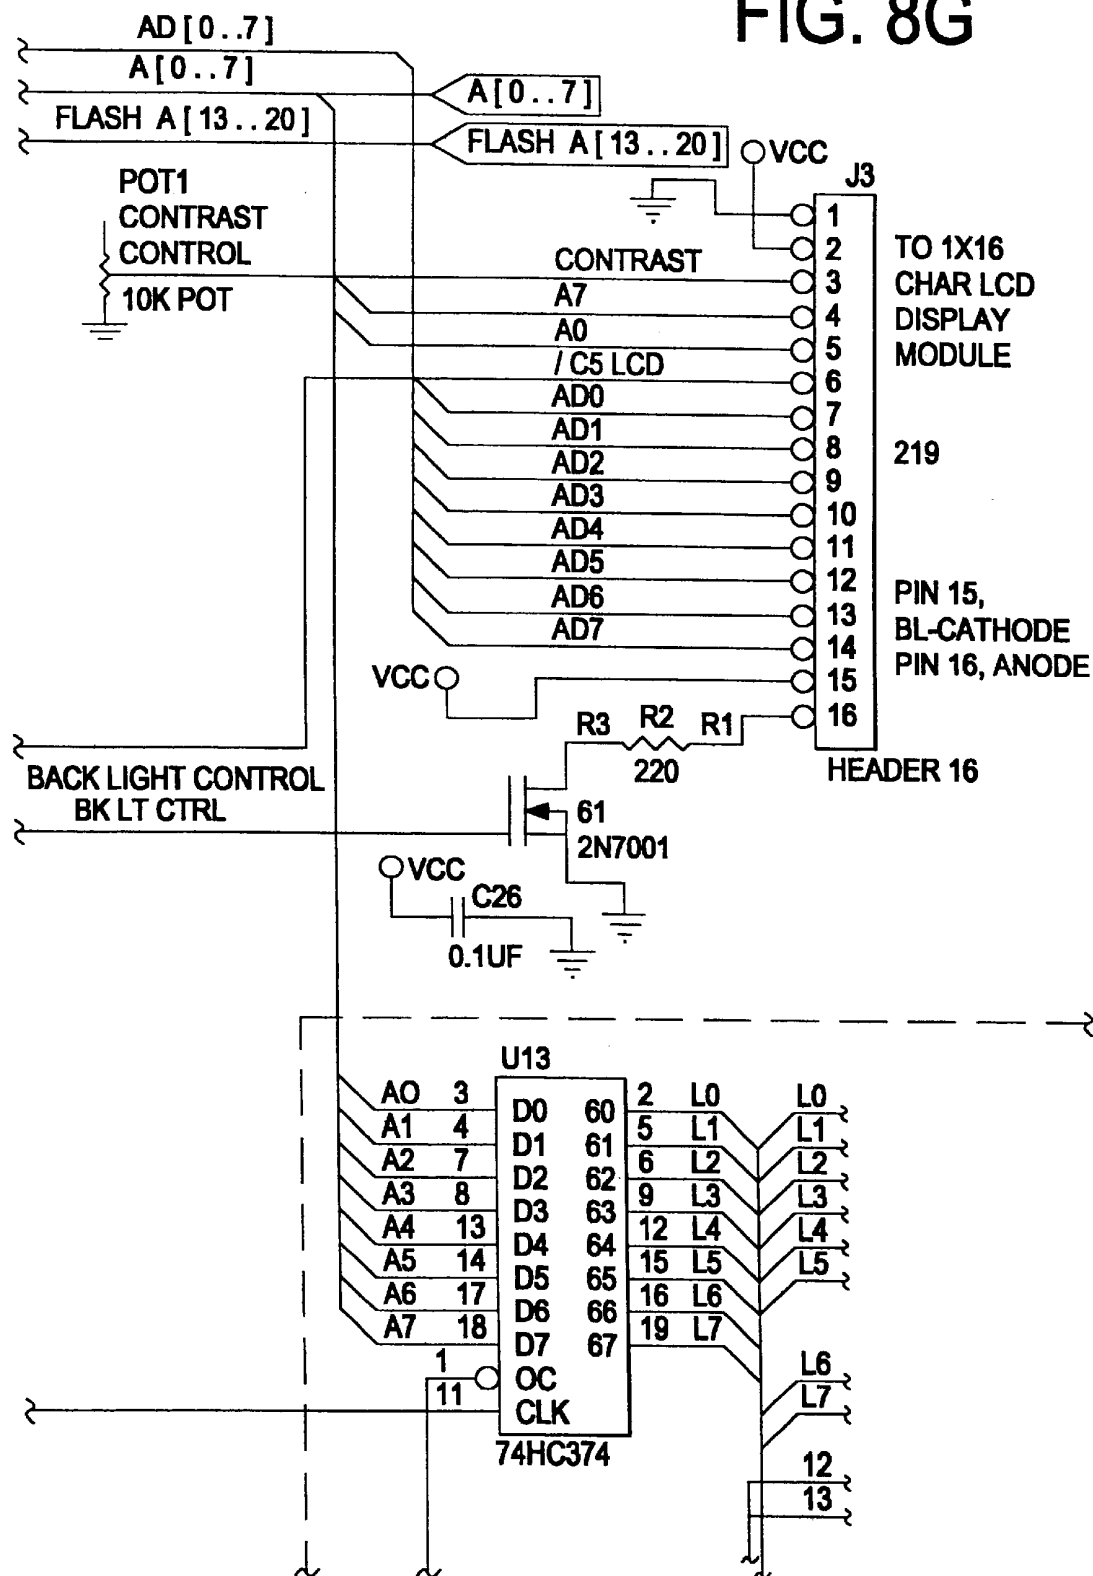 FIG. 8G
AD [ 0 . . 7 ]
A [ 0 . . 7 ]
A [ 0 . . 7 ]
FLASH A [ 13 . . 20 ]
FLASH A [ 13 . . 20 ]
VCC
J3
POT1
CONTRAST
CONTROL
10K POT
1
2
TO 1X16
CHAR LCD
DISPLAY
MODULE
CONTRAST
3
A7
4
A0
5
/ C5 LCD
6
AD0
7
AD1
8
219
AD2
9
AD3
10
AD4
11
AD5
12
AD6
13
AD7
14
PIN 15,
BL-CATHODE
PIN 16, ANODE
VCC
15
16
R3
R2
R1
220
HEADER 16
BACK LIGHT CONTROL
BK LT CTRL
61
2N7001
VCC
C26
0.1UF
U13
AO 3 D0 60 2 L0 L0
A1 4 D1 61 5 L1 L1
A2 7 D2 62 6 L2 L2
A3 8 D3 63 9 L3 L3
A4 13 D4 64 12 L4 L4
A5 14 D5 65 15 L5 L5
A6 17 D6 66 16 L6
A7 18 D7 67 19 L7
1 OC
L6
11 CLK
L7
74HC374
12
13